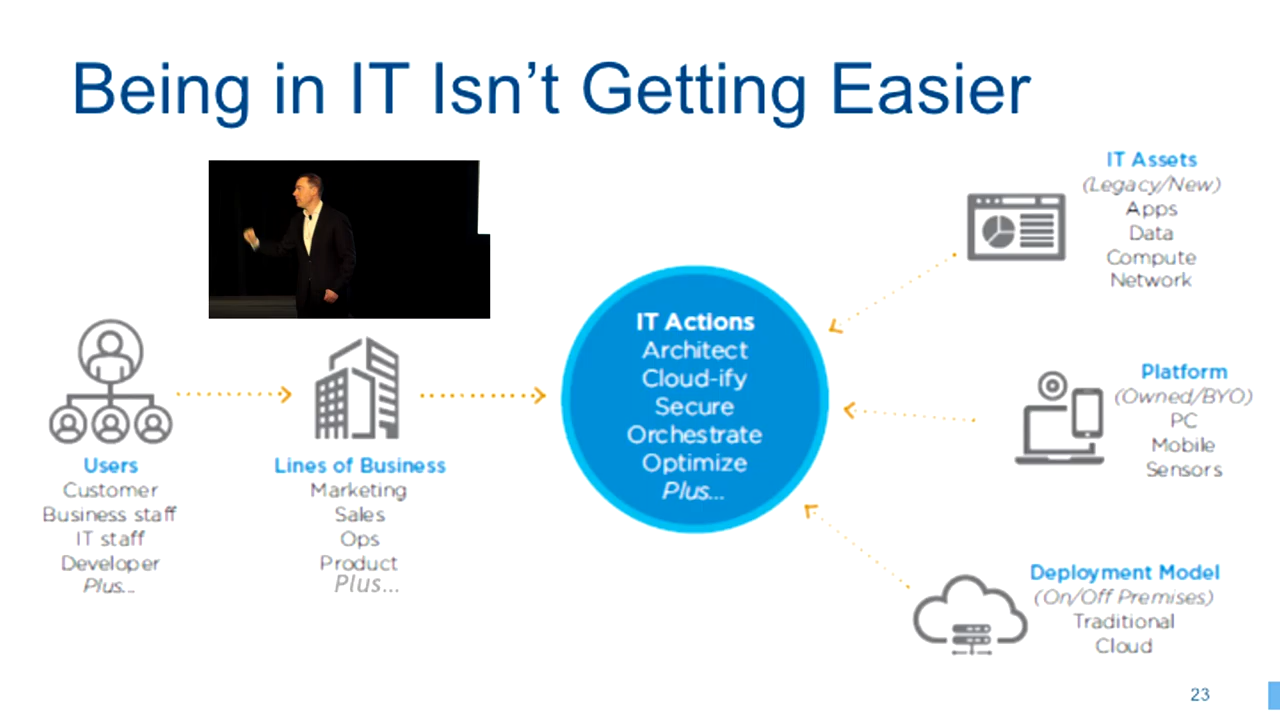 Being in IT Isn’t Getting Easier
IT Assets
(Legacy/New)
Apps
Data
Compute
Network
IT Actions
Architect
Cloud-ify
Secure
Orchestrate
Optimize
Plus...
Platform
(Owned/BYO)
PC
Mobile
Sensors
Users
Customer
Business staff
IT staff
Developer
Plus...
Lines of Business
Marketing
Sales
Ops
Product
Plus...
Deployment Model
(On/Off Premises)
Traditional
Cloud
23